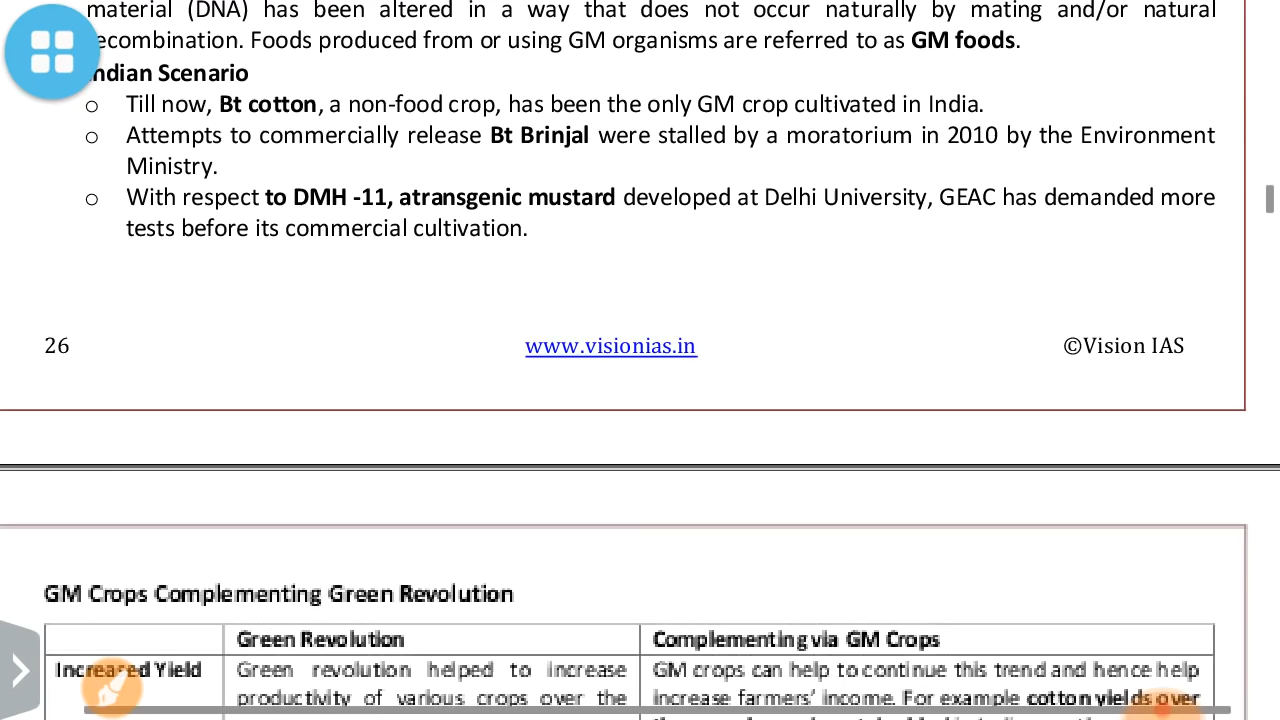 material (DNA) has been altered in a way that does not occur naturally by mating and/or natural
ecombination. Foods produced from or using GM organisms are referred to as GM foods.
ndian Scenario
o Till now, Bt cotton, a non-food crop, has been the only GM crop cultivated in India.
o Attempts to commercially release Bt Brinjal were stalled by a moratorium in 2010 by the Environment
Ministry.
o With respect to DMH -11, atransgenic mustard developed at Delhi University, GEAC has demanded more
tests before its commercial cultivation.
26 www.visionias.in ©Vision IAS
GM Crops Complementing Green Revolution
Green Revolution Complementing via GM Crops
Increased Yield Green revolution helped to increase GM crops can help to continue this trend and hence help
productivity of various crops over the increase farmers' income. For example cotton yields over